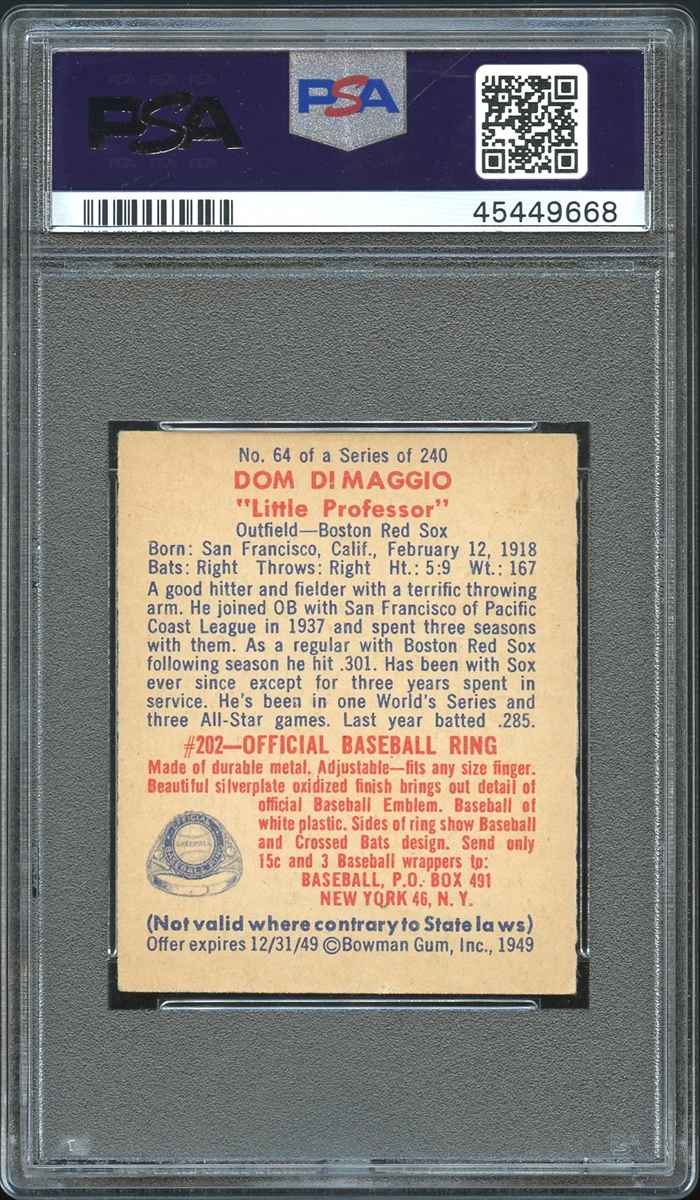 PSA
PSA
45449668
No. 64 of a Series of 240
DOM DI MAGGIO
"Little Professor"
Outfield—Boston Red Sox
Born: San Francisco, Calif., February 12, 1918
Bats: Right Throws: Right Ht.: 5:9 Wt.: 167
A good hitter and fielder with a terrific throwing
arm. He joined OB with San Francisco of Pacific
Coast League in 1937 and spent three seasons
with them. As a regular with Boston Red Sox
following season he hit .301. Has been with Sox
ever since except for three years spent in
service. He's been in one World's Series and
three All-Star games. Last year batted .285.
#202—OFFICIAL BASEBALL RING
Made of durable metal. Adjustable—fits any size finger.
Beautiful silverplate oxidized finish brings out detail of
official Baseball Emblem. Baseball of
white plastic. Sides of ring show Baseball
and Crossed Bats design. Send only
15c and 3 Baseball wrappers to:
BASEBALL, P.O. BOX 491
NEW YORK 46, N. Y.
OFFICIAL
BASEBALL
BASEBALL RING
(Not valid where contrary to State laws)
Offer expires 12/31/49 ©Bowman Gum, Inc., 1949